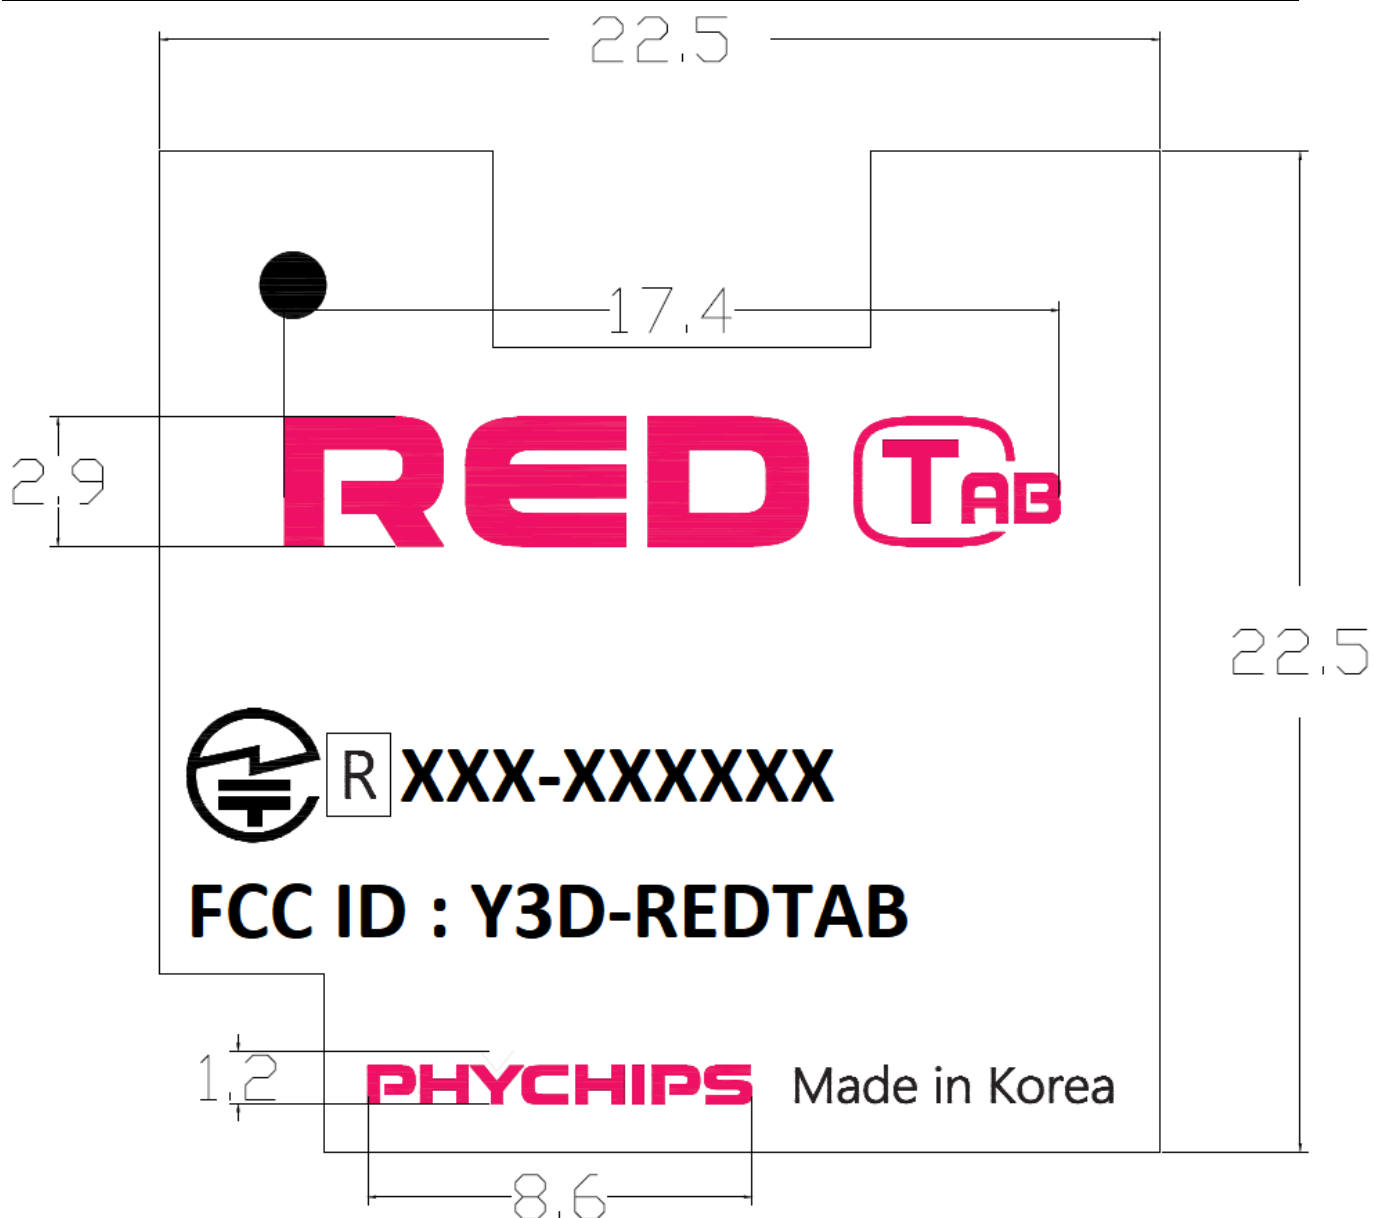 22.5
17.4
2.9
RED TAB
22.5
R XXX-XXXXXX
FCC ID : Y3D-REDTAB
1.2
PHYCHIPS Made in Korea
8.6